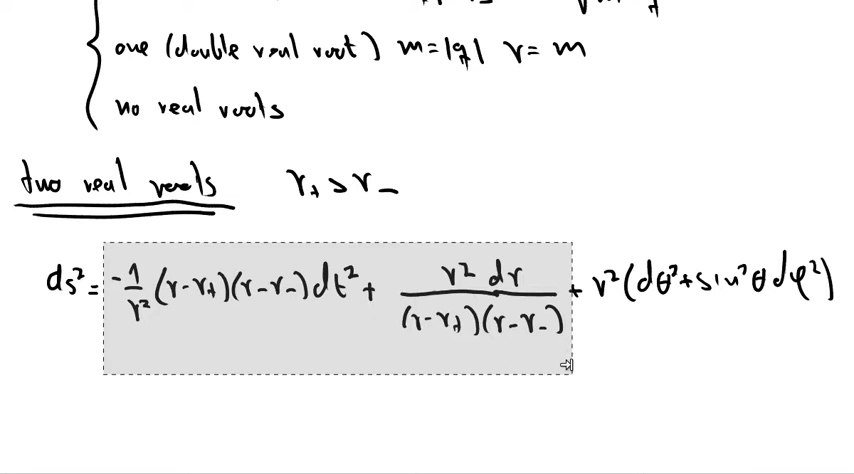 one (double real root) m=|q| r=m
no real roots
two real roots r₊ > r₋
ds² = -1/r² (r-r₊)(r-r₋)dt² + r² dr/((r-r₊)(r-r₋)) + r²(dθ²+sin²θ dφ²)